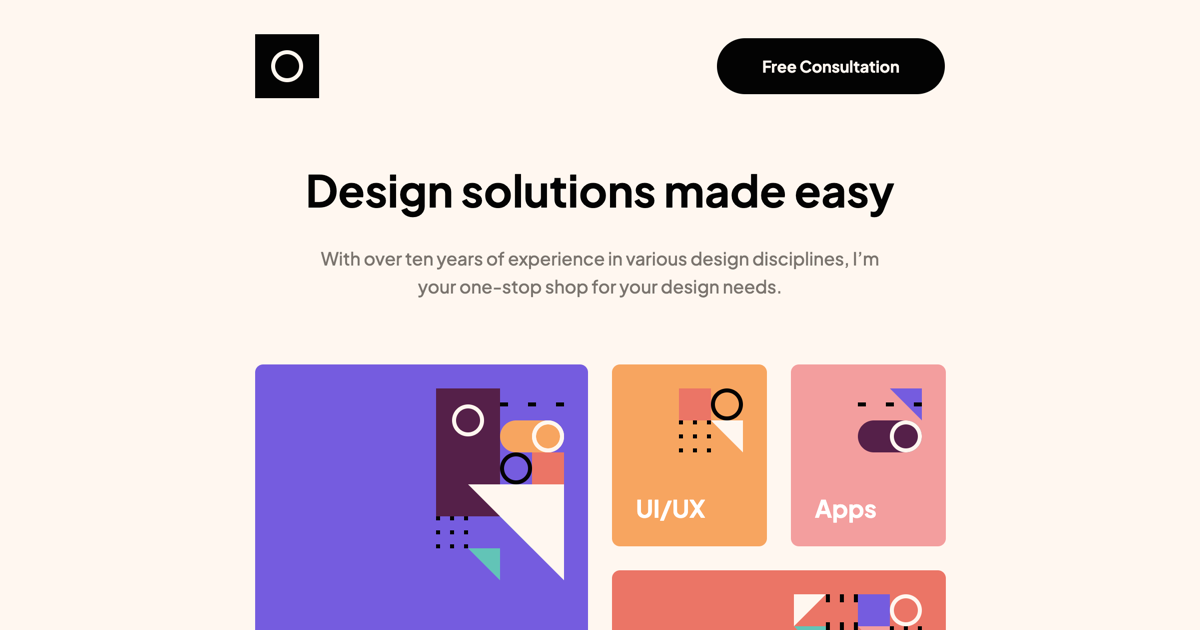 Free Consultation
Design solutions made easy
With over ten years of experience in various design disciplines, I’m
your one-stop shop for your design needs.
UI/UX
Apps